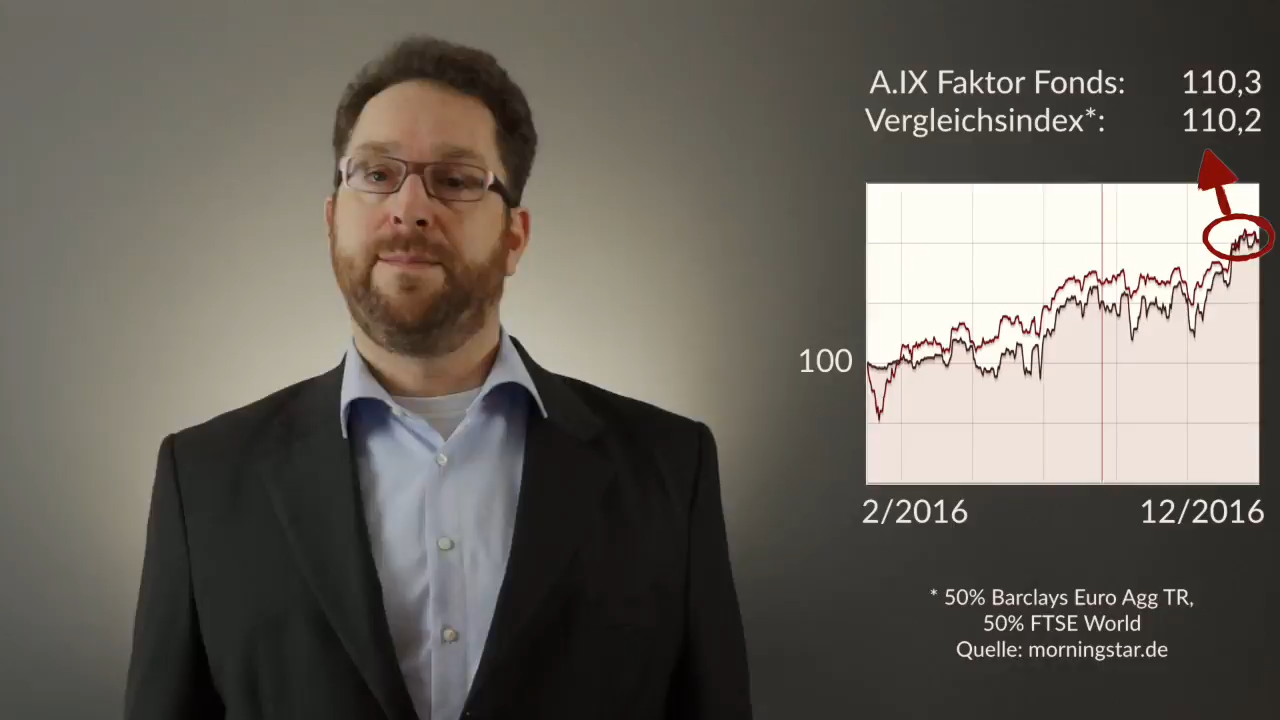 A.IX Faktor Fonds: 110,3
Vergleichsindex*: 110,2
100
2/2016 12/2016
* 50% Barclays Euro Agg TR,
50% FTSE World
Quelle: morningstar.de